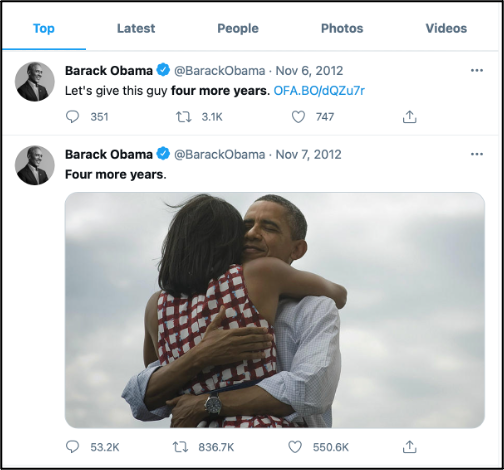 Top Latest People Photos Videos
Barack Obama @BarackObama · Nov 6, 2012
Let's give this guy four more years. OFA.BO/dQZu7r
351 3.1K 747
Barack Obama @BarackObama · Nov 7, 2012
Four more years.
53.2K 836.7K 550.6K